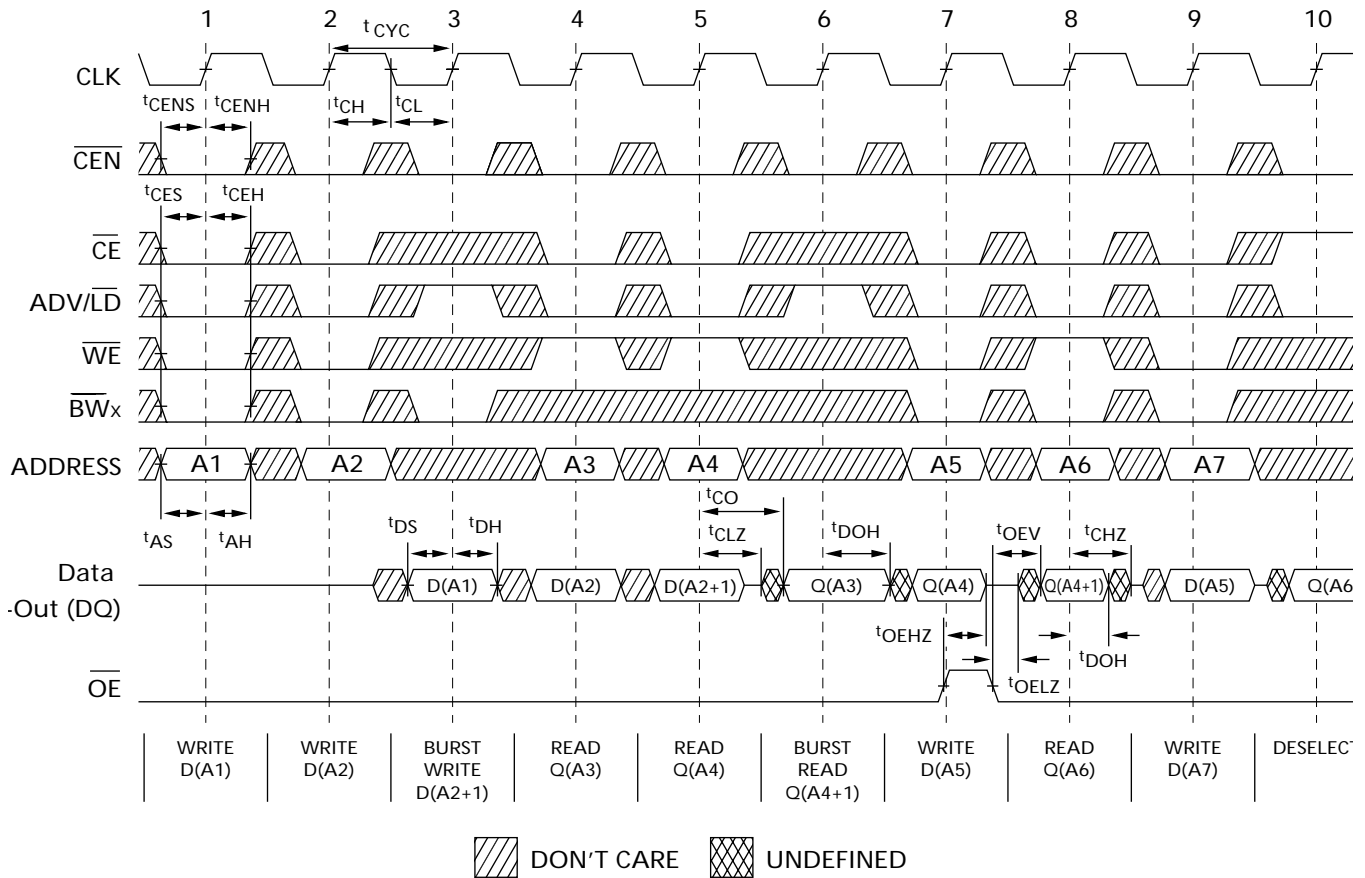 1 2 3 4 5 6 7 8 9 10
tCYC
CLK
tCENS tCENH tCH tCL
CEN
tCES tCEH
CE
ADV/LD
WE
BWx
ADDRESS A1 A2 A3 A4 A5 A6 A7
tCO
tAS tAH tDS tDH tCLZ tDOH tOEV tCHZ
Data
-Out (DQ)
D(A1) D(A2) D(A2+1) Q(A3) Q(A4) Q(A4+1) D(A5) Q(A6
tOEHZ tDOH
tOELZ
OE
WRITE D(A1)
WRITE D(A2)
BURST WRITE D(A2+1)
READ Q(A3)
READ Q(A4)
BURST READ Q(A4+1)
WRITE D(A5)
READ Q(A6)
WRITE D(A7)
DESELECT
DON'T CARE UNDEFINED